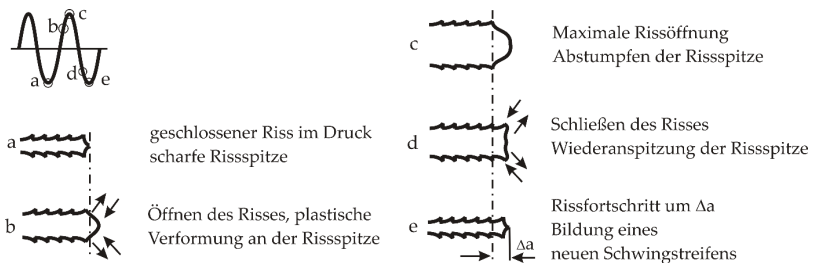 c
b
a
d
e
a
geschlossener Riss im Druck
scharfe Rissspitze
b
Öffnen des Risses, plastische
Verformung an der Rissspitze
c
Maximale Rissöffnung
Abstumpfen der Rissspitze
d
Schließen des Risses
Wiederanspitzung der Rissspitze
e
Rissfortschritt um Δa
Bildung eines
neuen Schwingstreifens
Δa